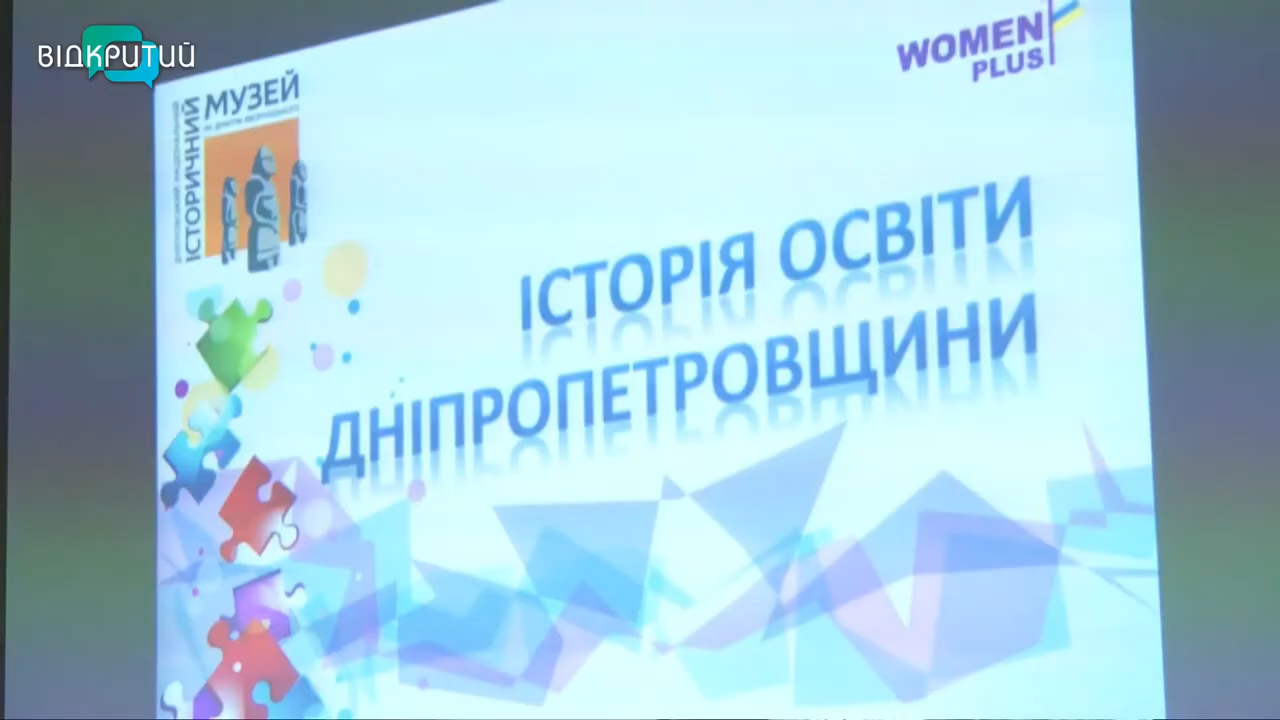 ВІДКРИТИЙ
WOMEN
PLUS
ІСТОРИЧНИЙ
МУЗЕЙ
ІСТОРІЯ ОСВІТИ
ДНІПРОПЕТРОВЩИНИ